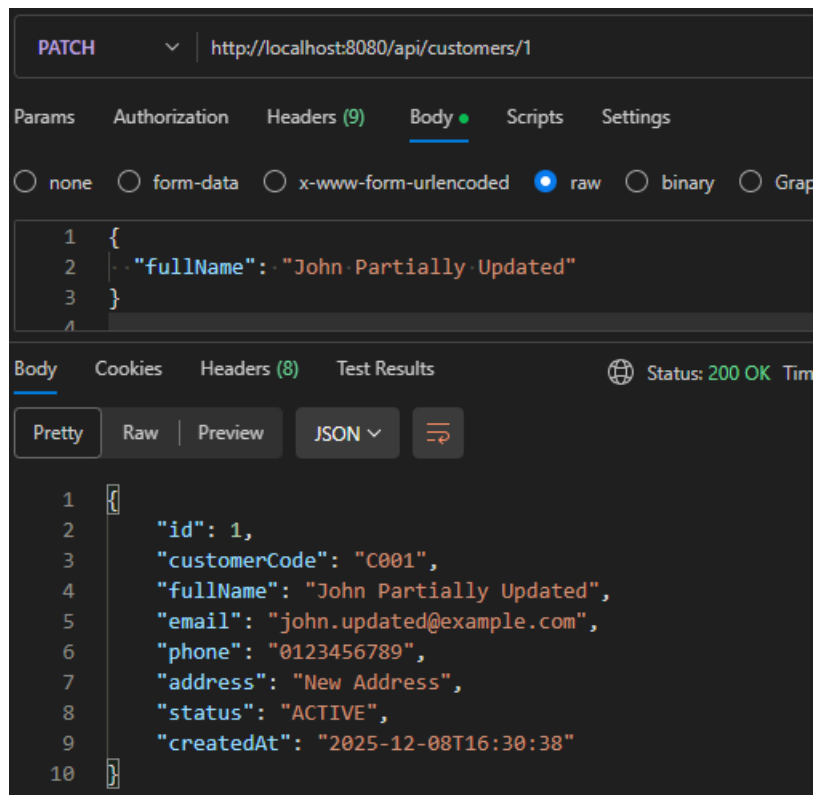 PATCH http://localhost:8080/api/customers/1
Params Authorization Headers (9) Body Scripts Settings
none form-data x-www-form-urlencoded raw binary Grap
1 {
2 "fullName": "John Partially Updated"
3 }
4
Body Cookies Headers (8) Test Results Status: 200 OK Tim
Pretty Raw Preview JSON
1 {
2 "id": 1,
3 "customerCode": "C001",
4 "fullName": "John Partially Updated",
5 "email": "john.updated@example.com",
6 "phone": "0123456789",
7 "address": "New Address",
8 "status": "ACTIVE",
9 "createdAt": "2025-12-08T16:30:38"
10 }